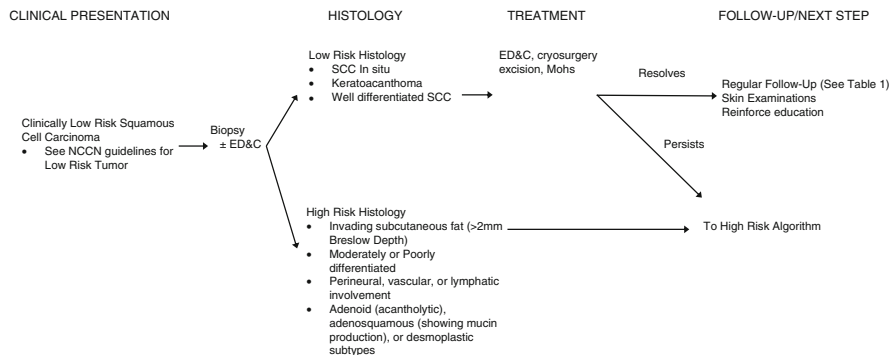 CLINICAL PRESENTATION
HISTOLOGY
TREATMENT
FOLLOW-UP/NEXT STEP
Clinically Low Risk Squamous
Cell Carcinoma
• See NCCN guidelines for
Low Risk Tumor
Biopsy
± ED&C
Low Risk Histology
• SCC In situ
• Keratoacanthoma
• Well differentiated SCC
ED&C, cryosurgery
excision, Mohs
Resolves
Regular Follow-Up (See Table 1)
Skin Examinations
Reinforce education
Persists
High Risk Histology
• Invading subcutaneous fat (>2mm
Breslow Depth)
• Moderately or Poorly
differentiated
• Perineural, vascular, or lymphatic
involvement
• Adenoid (acantholytic),
adenosquamous (showing mucin
production), or desmoplastic
subtypes
To High Risk Algorithm